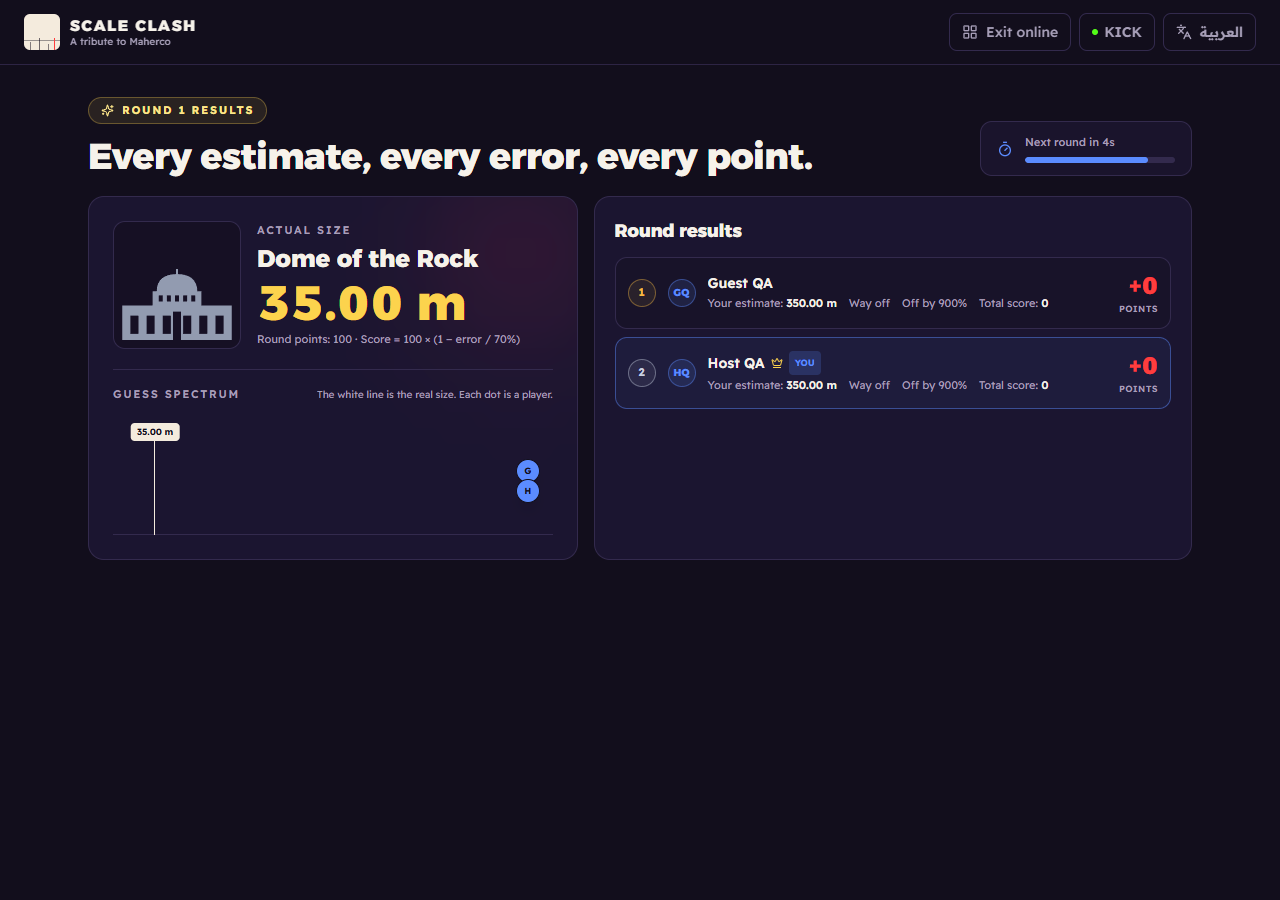 SCALE CLASH
A tribute to Maherco
Exit online
KICK
العربية
ROUND 1 RESULTS
Every estimate, every error, every point.
Next round in 4s
ACTUAL SIZE
Dome of the Rock
35.00 m
Round points: 100 · Score = 100 × (1 − error / 70%)
GUESS SPECTRUM
The white line is the real size. Each dot is a player.
35.00 m
G
H
Round results
1
GQ
Guest QA
Your estimate: 350.00 m Way off Off by 900% Total score: 0
+0
POINTS
2
HQ
Host QA YOU
Your estimate: 350.00 m Way off Off by 900% Total score: 0
+0
POINTS